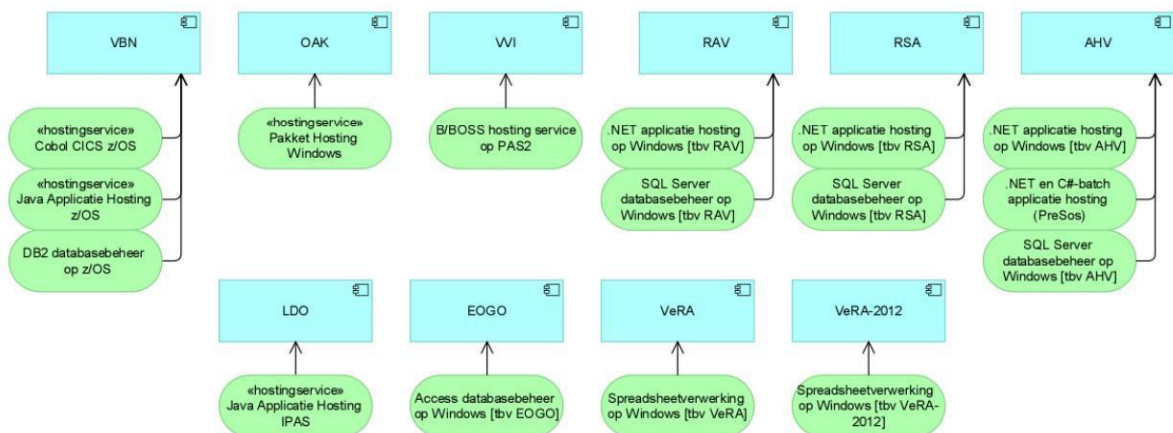 VBN
OAK
VVI
RAV
RSA
AHV
«hostingservice»
Cobol CICS z/OS
«hostingservice»
Java Applicatie Hosting
z/OS
DB2 databasebeheer
op z/OS
«hostingservice»
Pakket Hosting
Windows
B/BOSS hosting service
op PAS2
.NET applicatie hosting
op Windows [tbv RAV]
SQL Server
databasebeheer op
Windows [tbv RAV]
.NET applicatie hosting
op Windows [tbv RSA]
SQL Server
databasebeheer op
Windows [tbv RSA]
.NET applicatie hosting
op Windows [tbv AHV]
.NET en C#-batch
applicatie hosting
(PreSos)
SQL Server
databasebeheer op
Windows [tbv AHV]
LDO
EOGO
VeRA
VeRA-2012
«hostingservice»
Java Applicatie Hosting
IPAS
Access databasebeheer
op Windows [tbv EOGO]
Spreadsheetverwerking
op Windows [tbv VeRA]
Spreadsheetverwerking
op Windows [tbv VeRA-
2012]